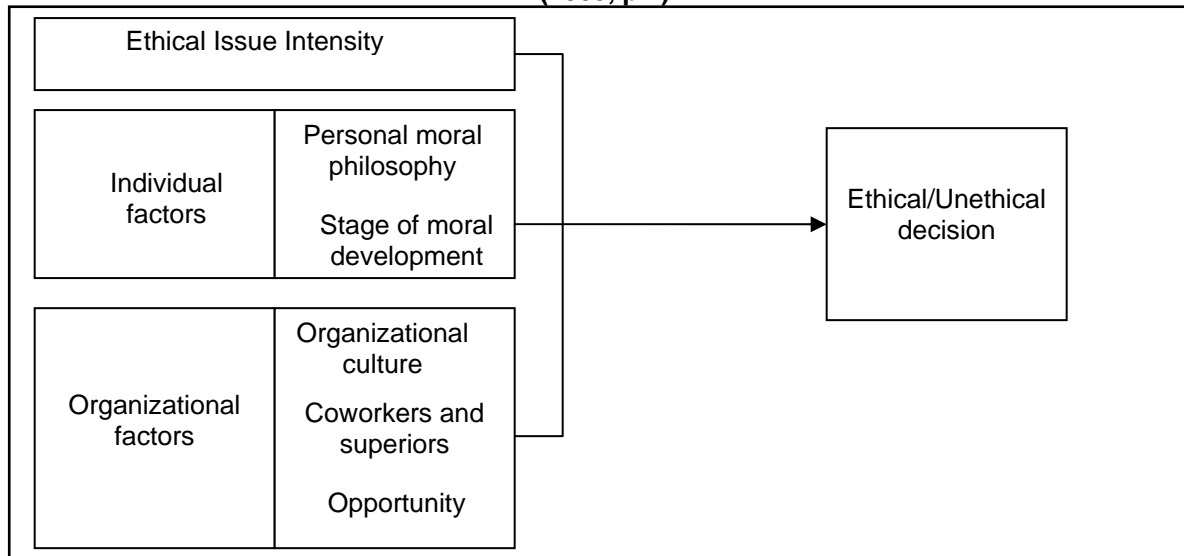 Ethical Issue Intensity
Individual
factors
Personal moral
philosophy
Stage of moral
development
Organizational
factors
Organizational
culture
Coworkers and
superiors
Opportunity
Ethical/Unethical
decision